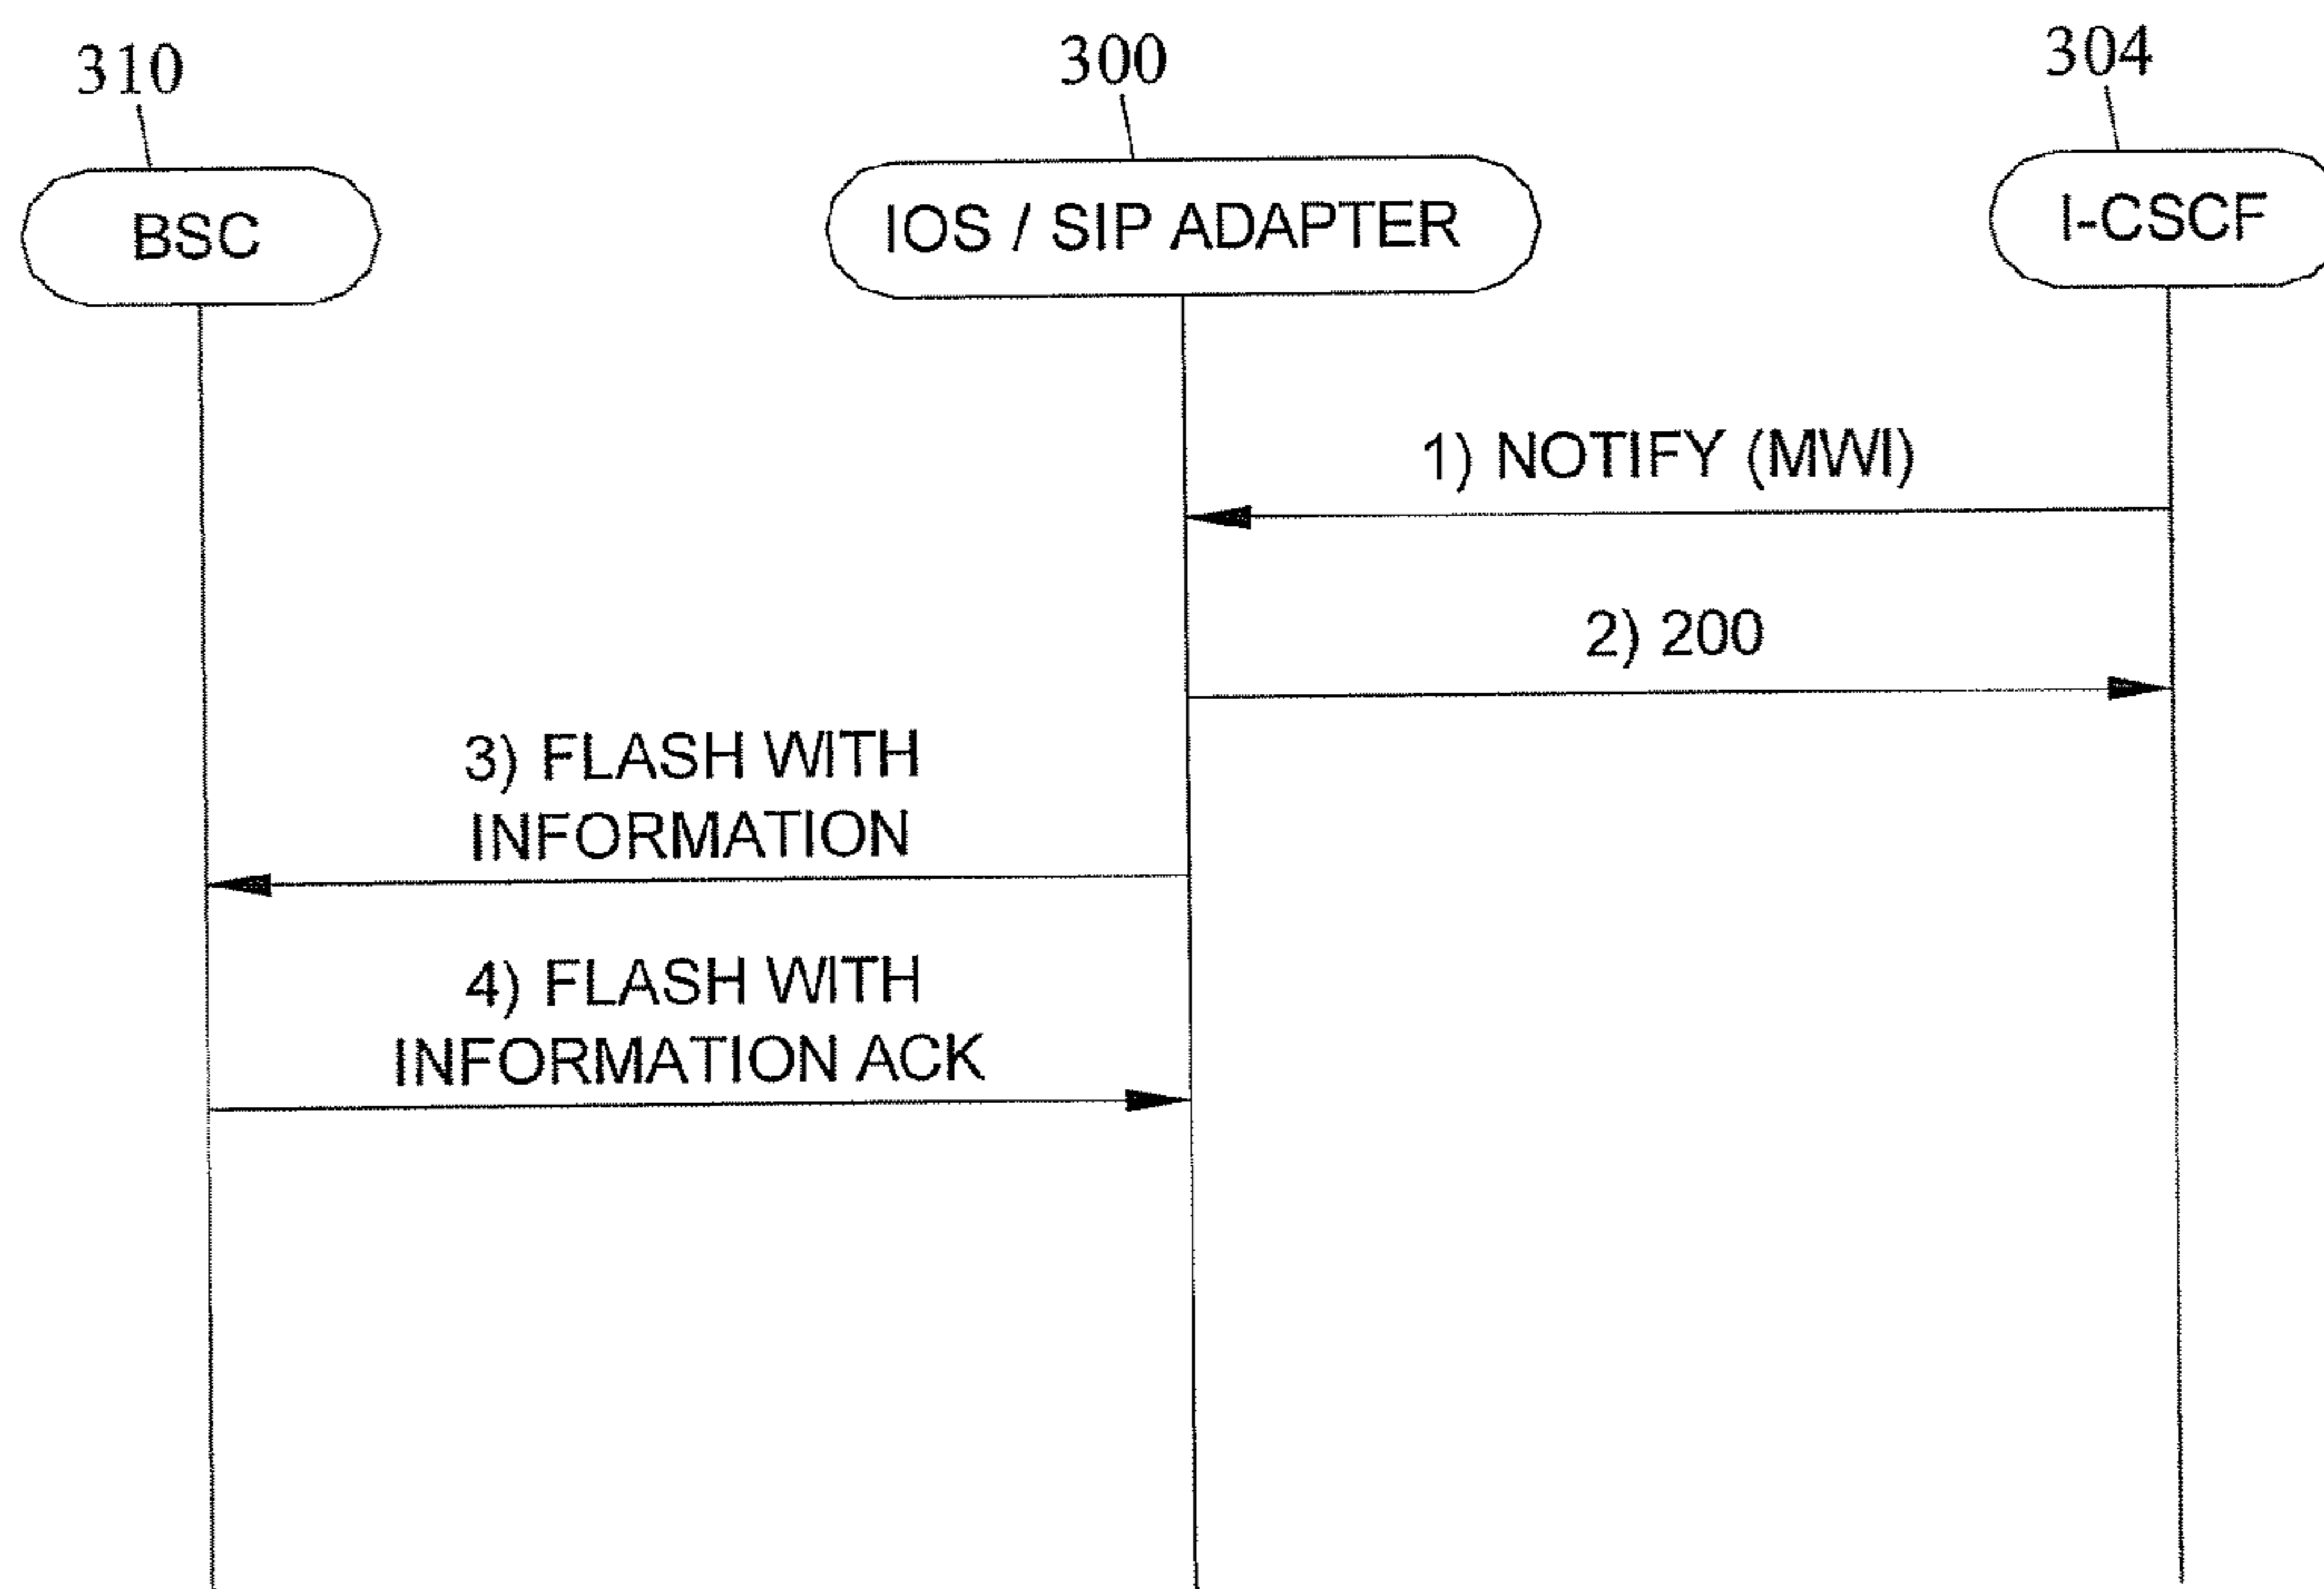 310
300
304
BSC
IOS / SIP ADAPTER
I-CSCF
1) NOTIFY (MWI)
2) 200
3) FLASH WITH
INFORMATION
4) FLASH WITH
INFORMATION ACK